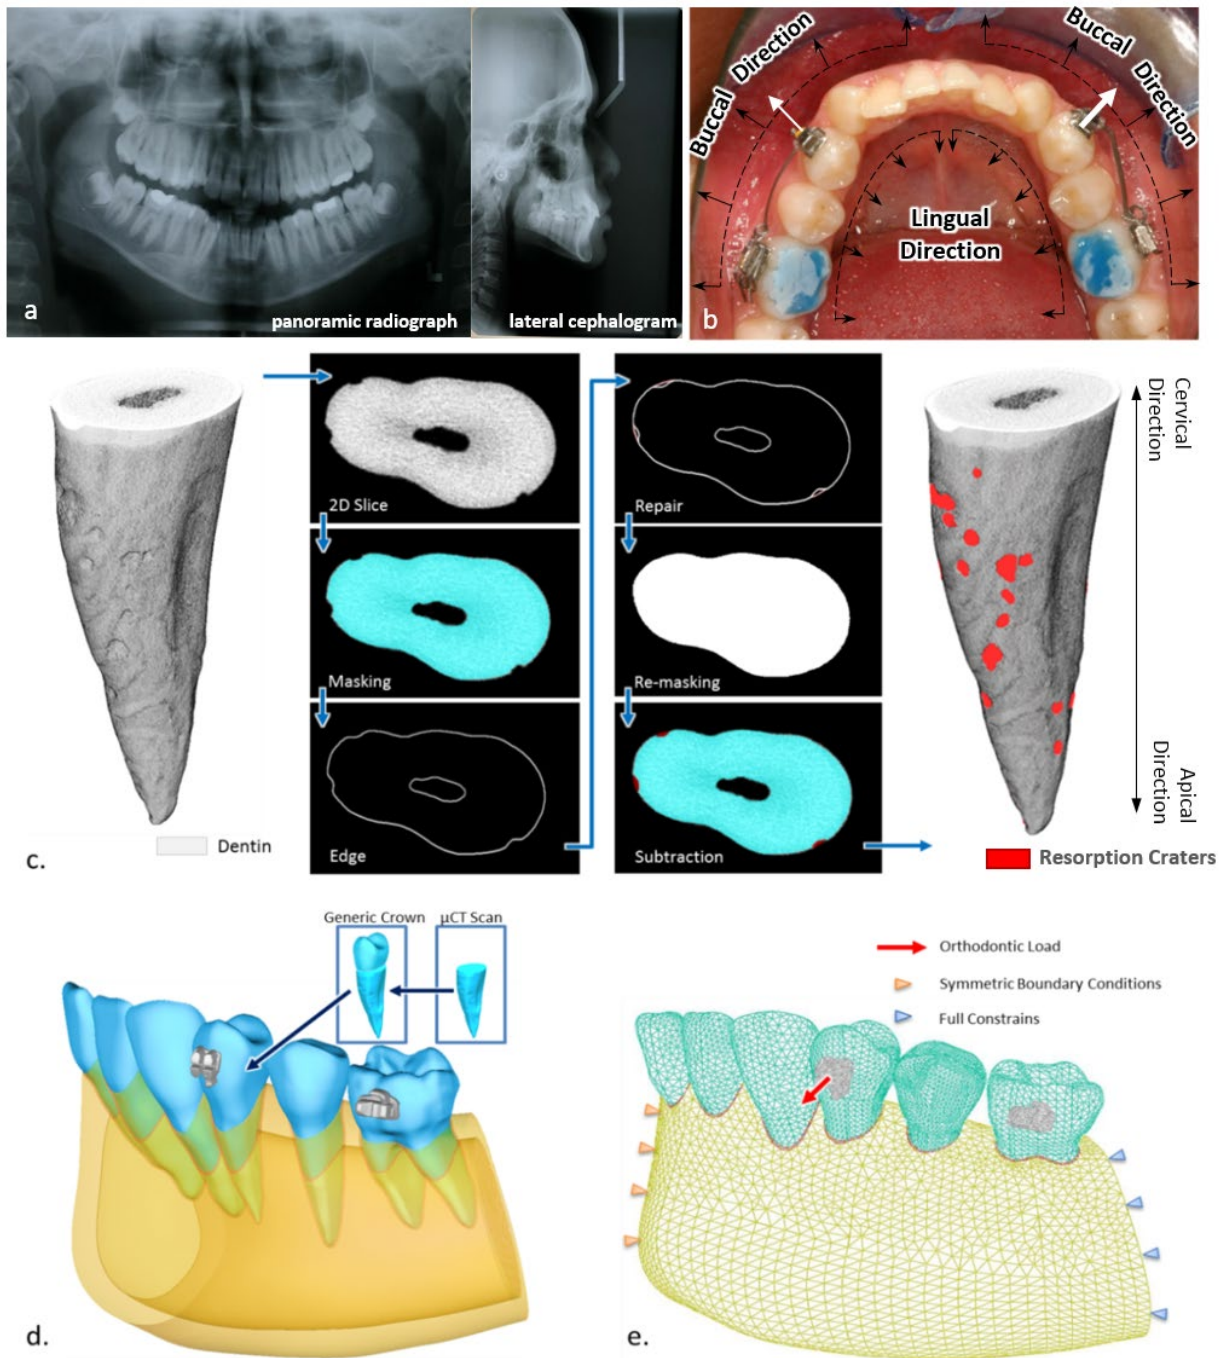 a
panoramic radiograph
lateral cephalogram
Buccal Direction
Buccal Direction
Lingual
Direction
b
2D Slice
Masking
Edge
Repair
Re-masking
Subtraction
Cervical
Direction
Apical
Direction
Dentin
Resorption Craters
c.
Generic Crown
µCT Scan
d.
Orthodontic Load
Symmetric Boundary Conditions
Full Constrains
e.